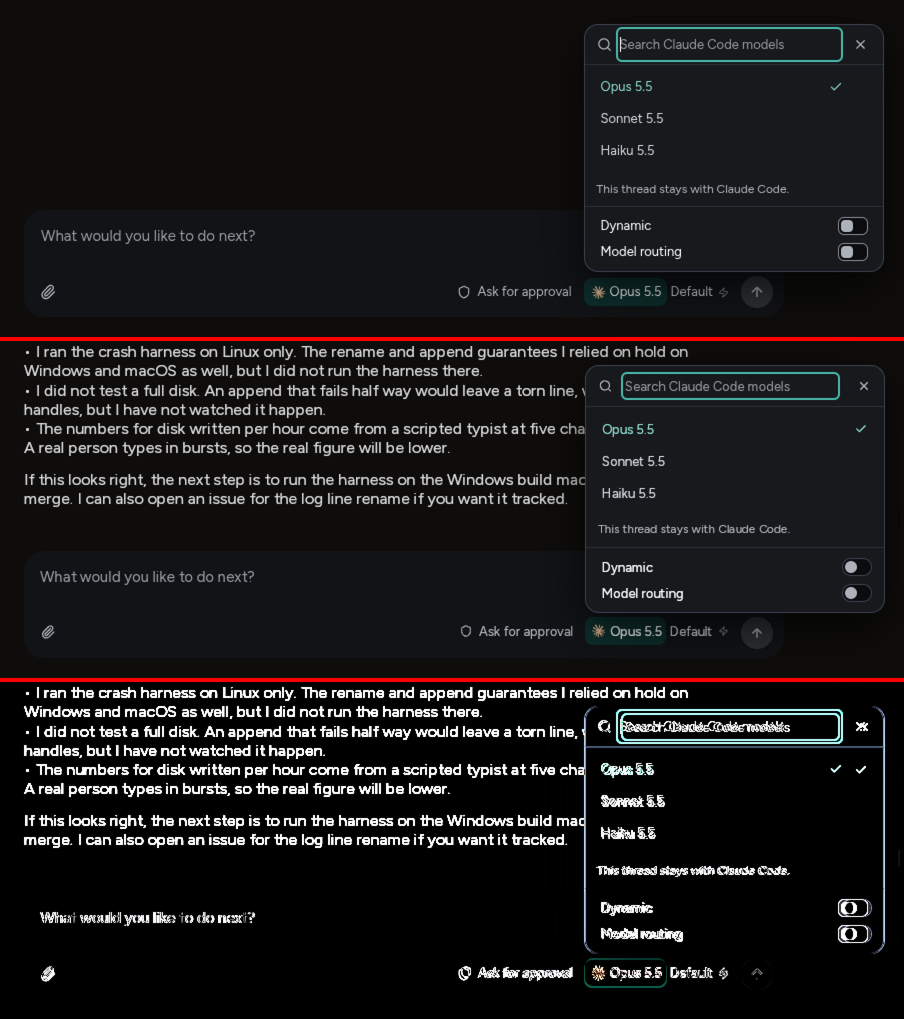 Search Claude Code models
Opus 5.5
Sonnet 5.5
Haiku 5.5
This thread stays with Claude Code.
Dynamic
Model routing
What would you like to do next?
Ask for approval
Opus 5.5
Default
• I ran the crash harness on Linux only. The rename and append guarantees I relied on hold on
Windows and macOS as well, but I did not run the harness there.
• I did not test a full disk. An append that fails half way would leave a torn line,
handles, but I have not watched it happen.
• The numbers for disk written per hour come from a scripted typist at five
A real person types in bursts, so the real figure will be lower.
If this looks right, the next step is to run the harness on the Windows build
merge. I can also open an issue for the log line rename if you want it tracked.
Search Claude Code models
Opus 5.5
Sonnet 5.5
Haiku 5.5
This thread stays with Claude Code.
Dynamic
Model routing
What would you like to do next?
Ask for approval
Opus 5.5
Default
• I ran the crash harness on Linux only. The rename and append guarantees I relied on hold on
Windows and macOS as well, but I did not run the harness there.
• I did not test a full disk. An append that fails half way would leave a torn line,
handles, but I have not watched it happen.
• The numbers for disk written per hour come from a scripted typist at five
A real person types in bursts, so the real figure will be lower.
If this looks right, the next step is to run the harness on the Windows build
merge. I can also open an issue for the log line rename if you want it tracked.
Search Claude Code models
Opus 5.5
Sonnet 5.5
Haiku 5.5
This thread stays with Claude Code.
Dynamic
Model routing
What would you like to do next?
Ask for approval
Opus 5.5
Default